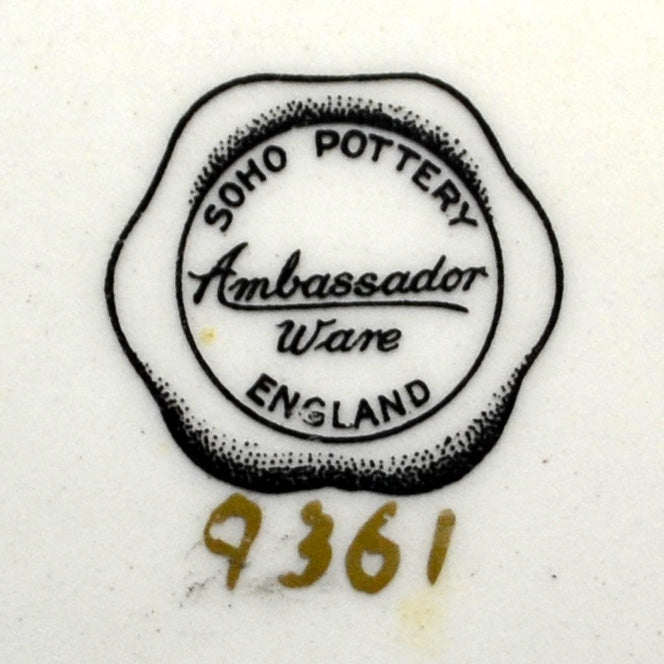 SOHO POTTERY
Ambassador
Ware
ENGLAND
9361